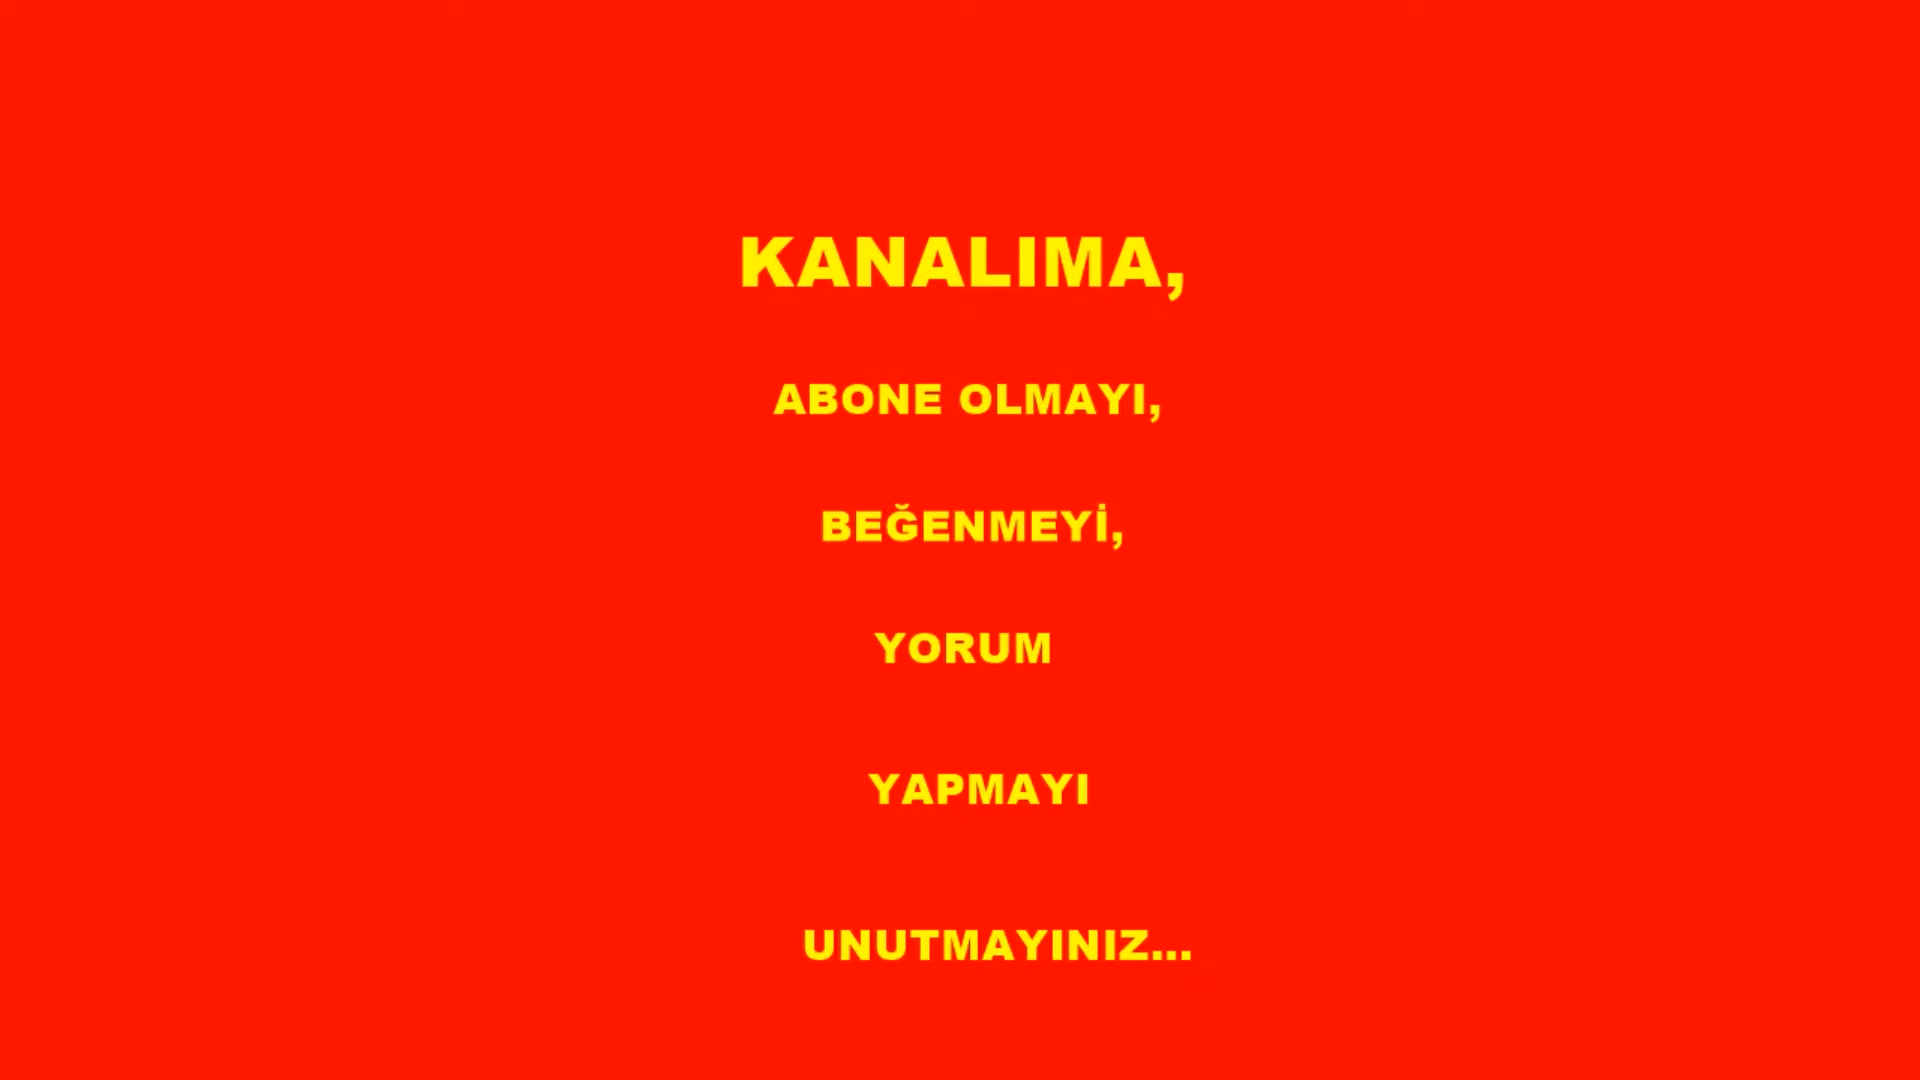 KANALIMA,
ABONE OLMAYI,
BEĞENMEYİ,
YORUM
YAPMAYI
UNUTMAYINIZ...